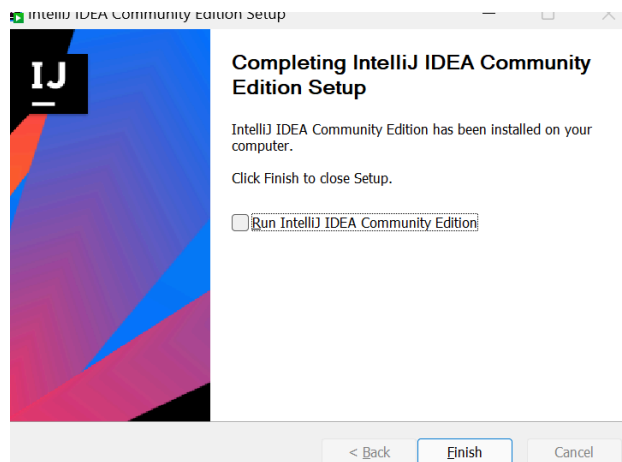 IntelliJ IDEA Community Edition Setup
IJ
Completing IntelliJ IDEA Community
Edition Setup
IntelliJ IDEA Community Edition has been installed on your
computer.
Click Finish to close Setup.
Run IntelliJ IDEA Community Edition
< Back
Finish
Cancel